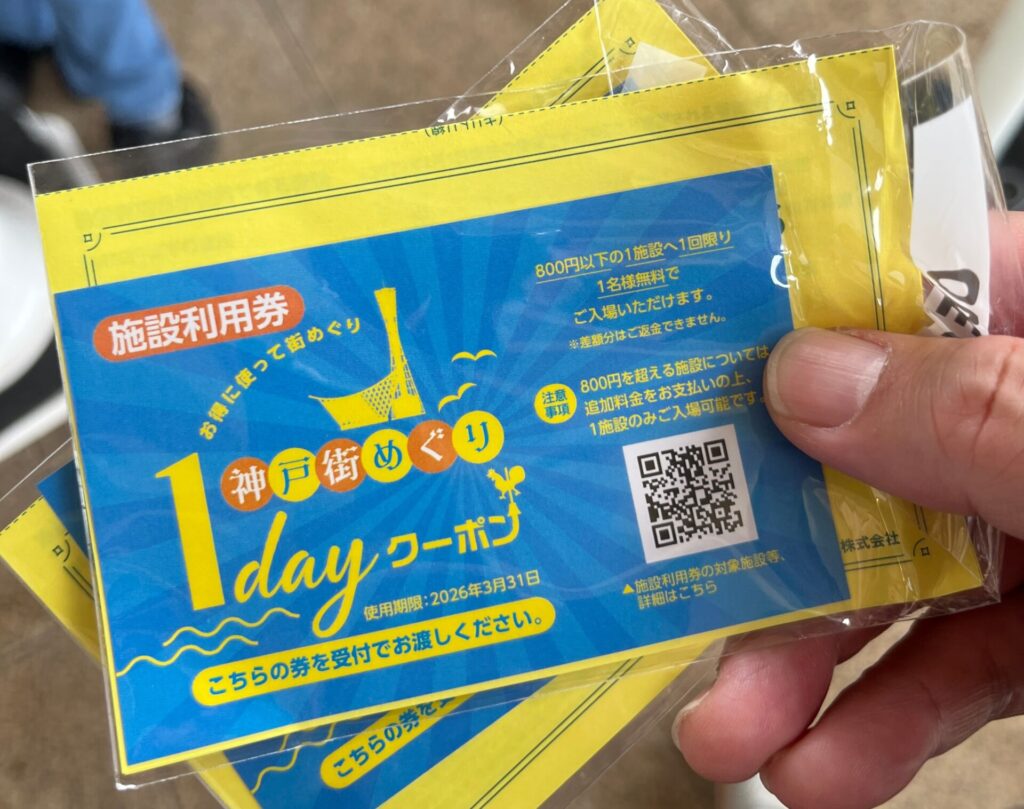 (キリトリ線)
施設利用券
お得に使って街めぐり
神戸街めぐり
1day クーポン
使用期限：2026年3月31日
こちらの券を受付でお渡しください。
800円以下の1施設へ1回限り
1名様無料で
ご入場いただけます。
※差額分はご返金できません。
注意
事項
800円を超える施設については
追加料金をお支払いの上、
1施設のみご入場可能です。
▲施設利用券の対象施設等、
詳細はこちら
株式会社
こちらの券を